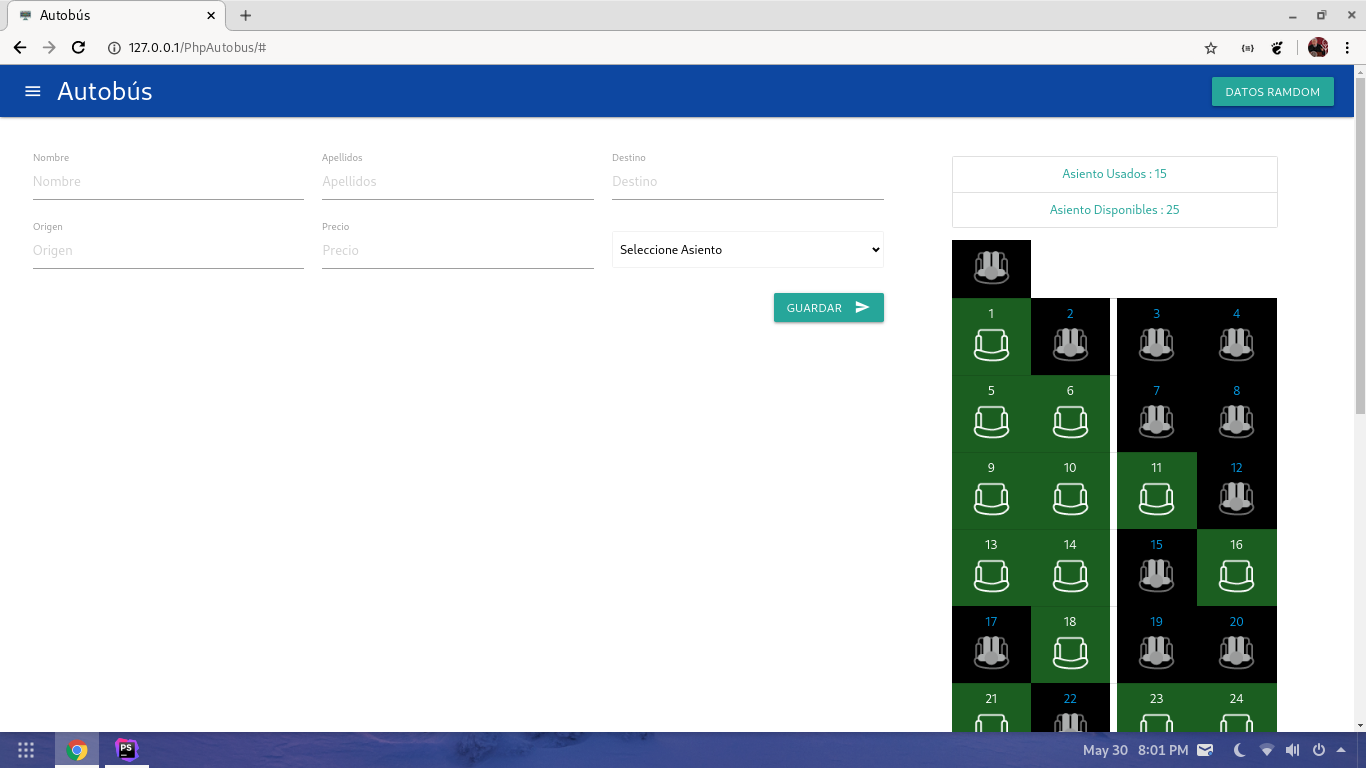 Autobús
127.0.0.1/PhpAutobus/#
Autobús
DATOS RAMDOM
Nombre
Apellidos
Destino
Nombre
Apellidos
Destino
Origen
Precio
Origen
Precio
Seleccione Asiento
GUARDAR
Asiento Usados : 15
Asiento Disponibles : 25
1 2 3 4
5 6 7 8
9 10 11 12
13 14 15 16
17 18 19 20
21 22 23 24
PS
May 30 8:01 PM